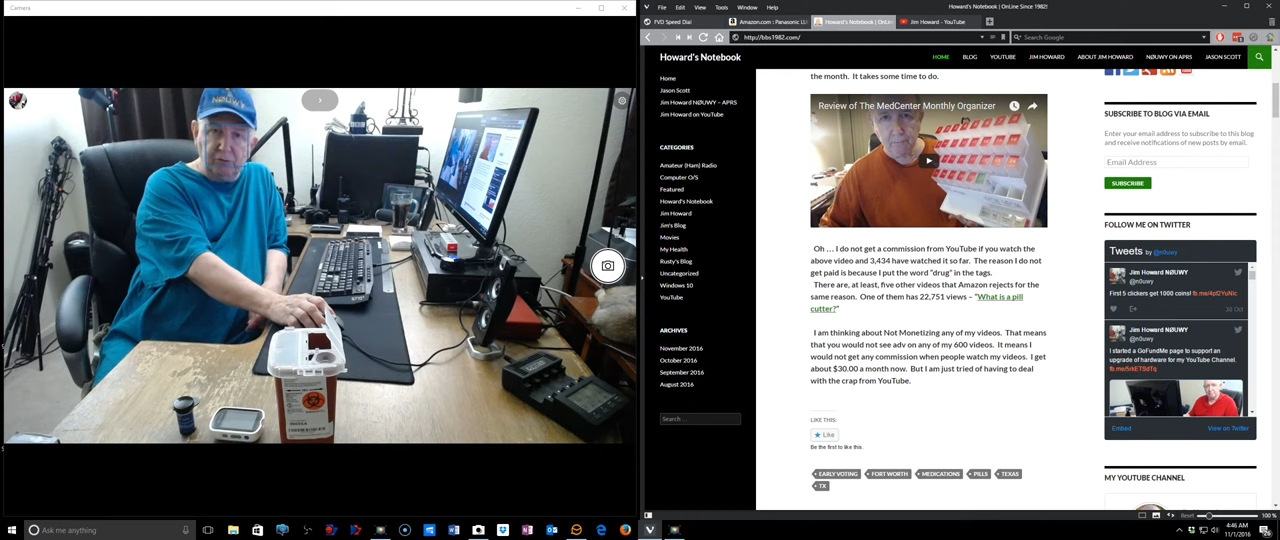 Camera
NØUWY
Howard's Notebook | OnLine Since 1982!
File Edit View Tools Window Help
FVD Speed Dial
Amazon.com : Panasonic LU
Howard's Notebook | OnLin
Jim Howard - YouTube
http://bbs1982.com/
Search Google
Howard's Notebook
HOME BLOG YOUTUBE JIM HOWARD ABOUT JIM HOWARD NØUWY ON APRS JASON SCOTT
Home
Jason Scott
Jim Howard NØUWY – APRS
Jim Howard on YouTube
CATEGORIES
Amateur (Ham) Radio
Computer O/S
Featured
Howard's Notebook
Jim Howard
Jim's Blog
Movies
My Health
Rusty's Blog
Uncategorized
Windows 10
YouTube
ARCHIVES
November 2016
October 2016
September 2016
August 2016
Search …
the month. It takes some time to do.
Review of The MedCenter Monthly Organizer
Oh … I do not get a commission from YouTube if you watch the
above video and 3,434 have watched it so far. The reason I do not
get paid is because I put the word "drug" in the tags.
There are, at least, five other videos that Amazon rejects for the
same reason. One of them has 22,751 views – "What is a pill
cutter?"
I am thinking about Not Monetizing any of my videos. That means
that you would not see adv on any of my 600 videos. It means I
would not get any commission when people watch my videos. I get
about $30.00 a month now. But I am just tried of having to deal
with the crap from YouTube.
LIKE THIS:
Like
Be the first to like this.
EARLY VOTING FORT WORTH MEDICATIONS PILLS TEXAS
TX
SUBSCRIBE TO BLOG VIA EMAIL
Enter your email address to subscribe to this blog
and receive notifications of new posts by email.
Email Address
SUBSCRIBE
FOLLOW ME ON TWITTER
Tweets by @n0uwy
Jim Howard NØUWY
@n0uwy
First 5 clickers get 1000 coins! fb.me/4pf2YuNic
30 Oct
Jim Howard NØUWY
@n0uwy
I started a GoFundMe page to support an
upgrade of hardware for my YouTube Channel.
fb.me/5rkETSdTq
Embed
View on Twitter
MY YOUTUBE CHANNEL
Reset
100 %
Ask me anything
4:46 AM
11/1/2016